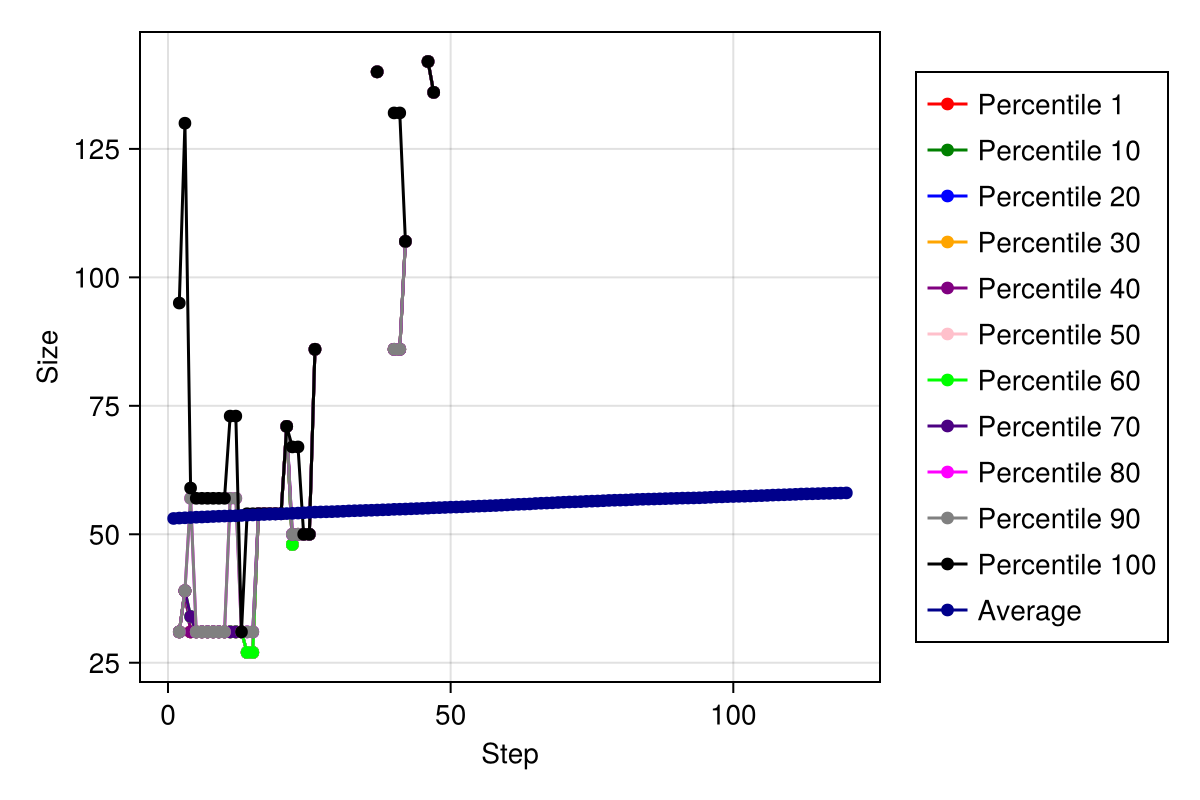 125
100
75
50
25
Size
0
50
100
Step
Percentile 1
Percentile 10
Percentile 20
Percentile 30
Percentile 40
Percentile 50
Percentile 60
Percentile 70
Percentile 80
Percentile 90
Percentile 100
Average